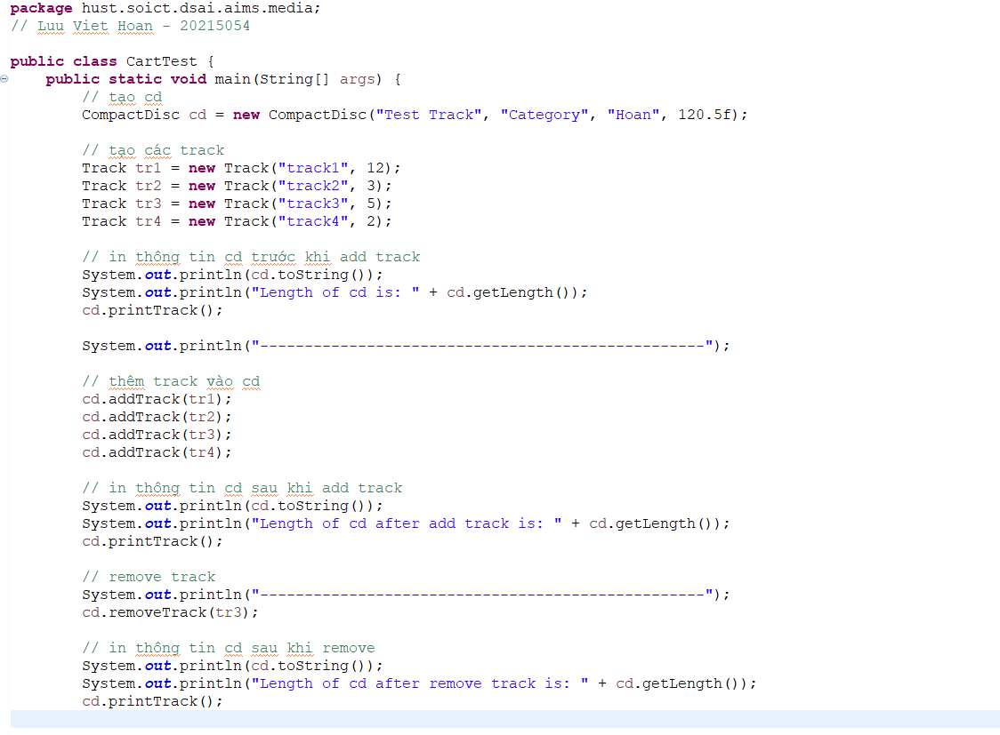 package hust.soict.dsai.aims.media;
// Luu Viet Hoan - 20215054
public class CartTest {
public static void main(String[] args) {
// tạo cd
CompactDisc cd = new CompactDisc("Test Track", "Category", "Hoan", 120.5f);
// tạo các track
Track tr1 = new Track("track1", 12);
Track tr2 = new Track("track2", 3);
Track tr3 = new Track("track3", 5);
Track tr4 = new Track("track4", 2);
// in thông tin cd trước khi add track
System.out.println(cd.toString());
System.out.println("Length of cd is: " + cd.getLength());
cd.printTrack();
System.out.println("--------------------------------------------------");
// thêm track vào cd
cd.addTrack(tr1);
cd.addTrack(tr2);
cd.addTrack(tr3);
cd.addTrack(tr4);
// in thông tin cd sau khi add track
System.out.println(cd.toString());
System.out.println("Length of cd after add track is: " + cd.getLength());
cd.printTrack();
// remove track
System.out.println("--------------------------------------------------");
cd.removeTrack(tr3);
// in thông tin cd sau khi remove
System.out.println(cd.toString());
System.out.println("Length of cd after remove track is: " + cd.getLength());
cd.printTrack();